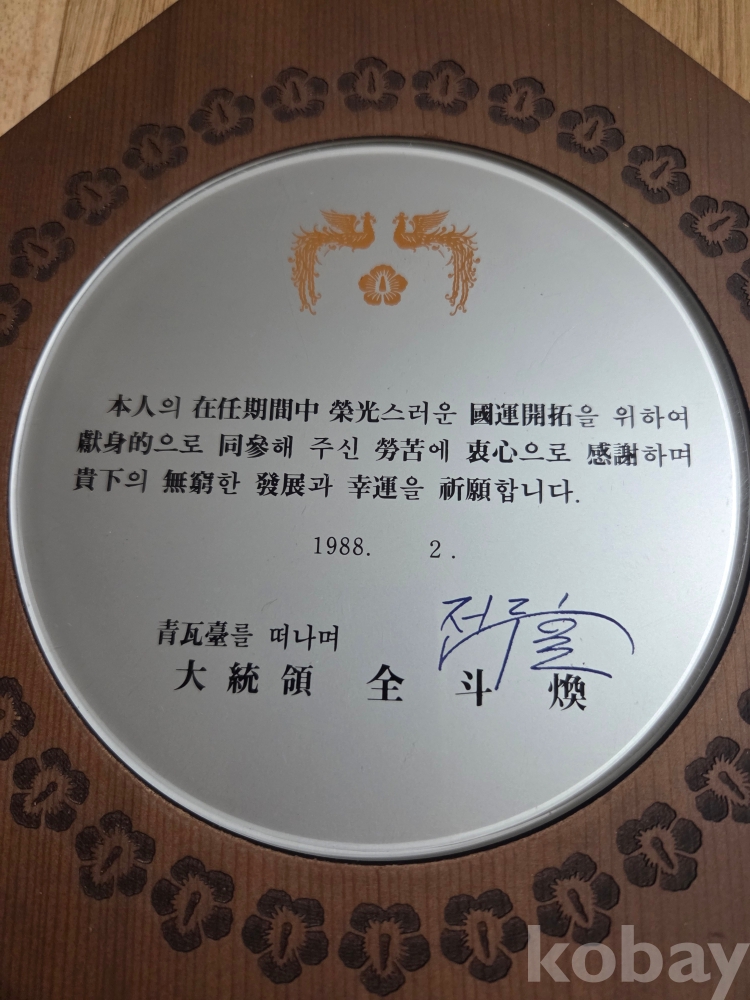 本人의 在任期間中 榮光스러운 國運開拓을 위하여
獻身的으로 同參해 주신 勞苦에 衷心으로 感謝하며
貴下의 無窮한 發展과 幸運을 祈願합니다.
1988. 2.
靑瓦臺를 떠나며
전두환
大統領 全斗煥
kobay